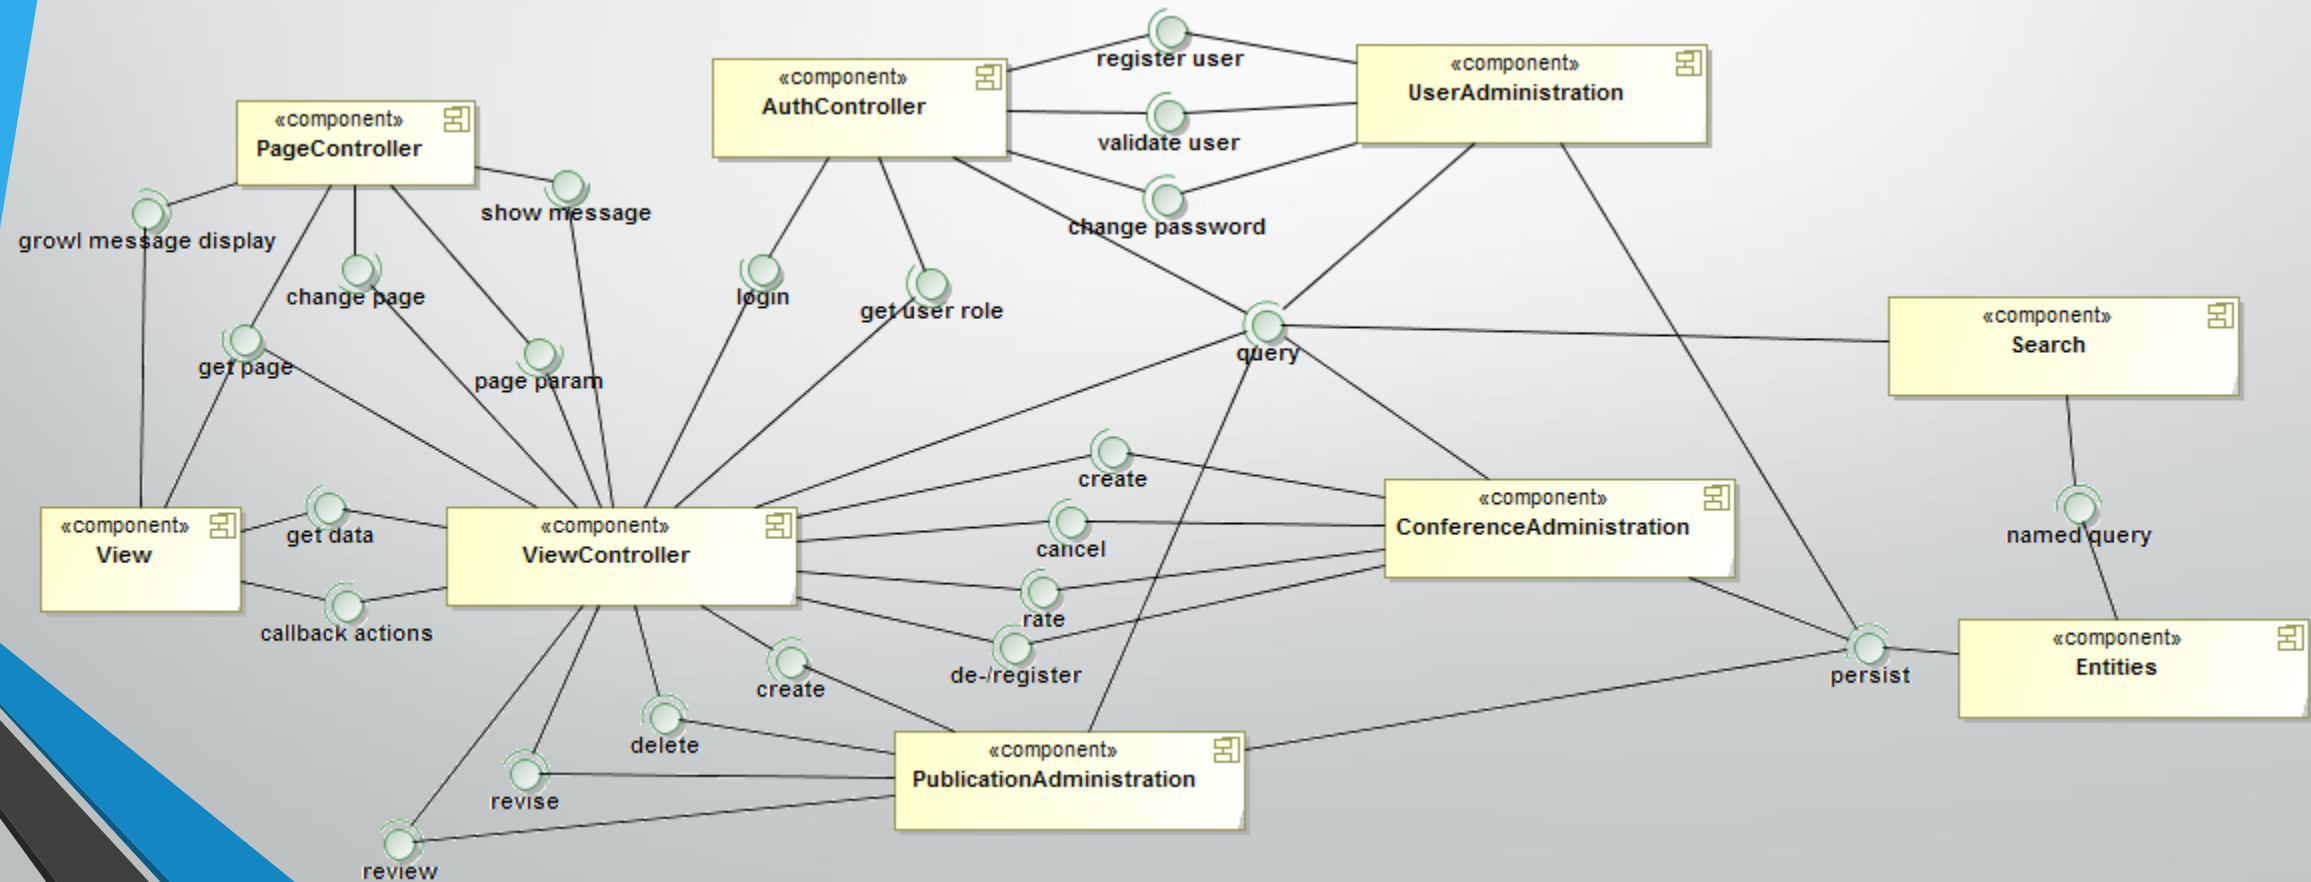 register user
«component»
UserAdministration
«component»
AuthController
«component»
PageController
validate user
show message
change password
growl message display
change page
login
get user role
«component»
Search
query
get page
page param
create
«component»
ConferenceAdministration
«component»
View
get data
«component»
ViewController
cancel
named query
callback actions
rate
«component»
Entities
de-/register
persist
create
delete
«component»
PublicationAdministration
revise
review